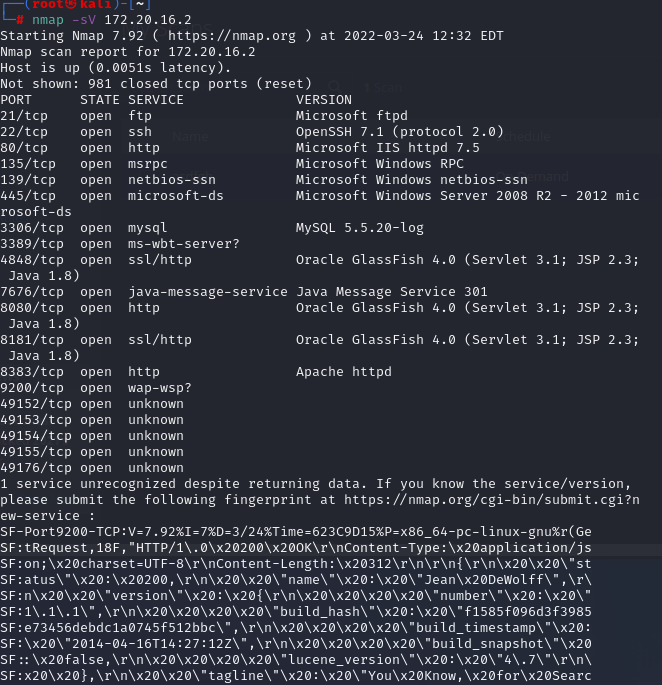 ┌──(root㉿kali)-[~]
└─# nmap -sV 172.20.16.2
Starting Nmap 7.92 ( https://nmap.org ) at 2022-03-24 12:32 EDT
Nmap scan report for 172.20.16.2
Host is up (0.0051s latency).
Not shown: 981 closed tcp ports (reset)
PORT      STATE SERVICE              VERSION
21/tcp    open  ftp                  Microsoft ftpd
22/tcp    open  ssh                  OpenSSH 7.1 (protocol 2.0)
80/tcp    open  http                 Microsoft IIS httpd 7.5
135/tcp   open  msrpc                Microsoft Windows RPC
139/tcp   open  netbios-ssn          Microsoft Windows netbios-ssn
445/tcp   open  microsoft-ds         Microsoft Windows Server 2008 R2 - 2012 mic
rosoft-ds
3306/tcp  open  mysql                MySQL 5.5.20-log
3389/tcp  open  ms-wbt-server?
4848/tcp  open  ssl/http             Oracle GlassFish 4.0 (Servlet 3.1; JSP 2.3;
 Java 1.8)
7676/tcp  open  java-message-service Java Message Service 301
8080/tcp  open  http                 Oracle GlassFish 4.0 (Servlet 3.1; JSP 2.3;
 Java 1.8)
8181/tcp  open  ssl/http             Oracle GlassFish 4.0 (Servlet 3.1; JSP 2.3;
 Java 1.8)
8383/tcp  open  http                 Apache httpd
9200/tcp  open  wap-wsp?
49152/tcp open  unknown
49153/tcp open  unknown
49154/tcp open  unknown
49155/tcp open  unknown
49176/tcp open  unknown
1 service unrecognized despite returning data. If you know the service/version,
please submit the following fingerprint at https://nmap.org/cgi-bin/submit.cgi?n
ew-service :
SF-Port9200-TCP:V=7.92%I=7%D=3/24%Time=623C9D15%P=x86_64-pc-linux-gnu%r(Ge
SF:tRequest,18F,"HTTP/1\.0\x20200\x20OK\r\nContent-Type:\x20application/js
SF:on;\x20charset=UTF-8\r\nContent-Length:\x20312\r\n\r\n{\r\n\x20\x20\"st
SF:atus\"\x20:\x20200,\r\n\x20\x20\"name\"\x20:\x20\"Jean\x20DeWolff\",\r\
SF:n\x20\x20\"version\"\x20:\x20{\r\n\x20\x20\x20\x20\"number\"\x20:\x20\"
SF:1\.1\.1\",\r\n\x20\x20\x20\x20\"build_hash\"\x20:\x20\"f1585f096d3f3985
SF:e73456debdc1a0745f512bbc\",\r\n\x20\x20\x20\x20\"build_timestamp\"\x20:
SF:\x20\"2014-04-16T14:27:12Z\",\r\n\x20\x20\x20\x20\"build_snapshot\"\x20
SF::\x20false,\r\n\x20\x20\x20\x20\"lucene_version\"\x20:\x20\"4\.7\"\r\n\
SF:x20\x20},\r\n\x20\x20\"tagline\"\x20:\x20\"You\x20Know,\x20for\x20Searc